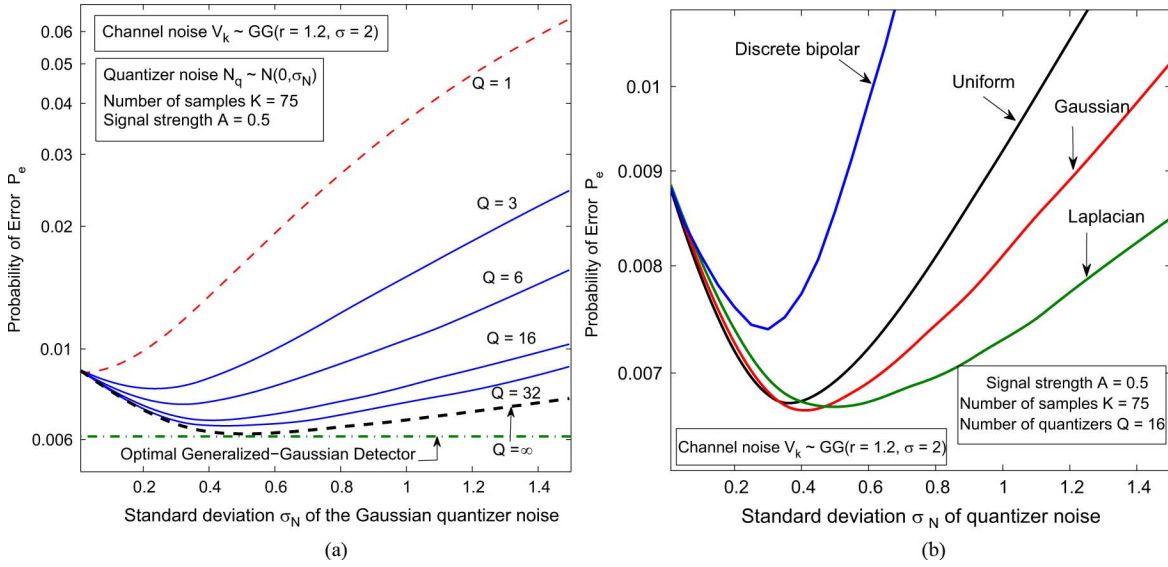 0.06
0.05
0.04
0.03
0.02
0.01
0.006
Probability of Error P_e
Channel noise V_k ~ GG(r = 1.2, σ = 2)
Quantizer noise N_q ~ N(0,σ_N)
Number of samples K = 75
Signal strength A = 0.5
Q = 1
Q = 3
Q = 6
Q = 16
Q = 32
Q =∞
Optimal Generalized−Gaussian Detector
0.2 0.4 0.6 0.8 1 1.2 1.4
Standard deviation σ_N of the Gaussian quantizer noise
(a)
0.01
0.009
0.008
0.007
Probability of Error P_e
Discrete bipolar
Uniform
Gaussian
Laplacian
Signal strength A = 0.5
Number of samples K = 75
Number of quantizers Q = 16
Channel noise V_k ~ GG(r = 1.2, σ = 2)
0.2 0.4 0.6 0.8 1 1.2 1.4
Standard deviation σ_N of quantizer noise
(b)